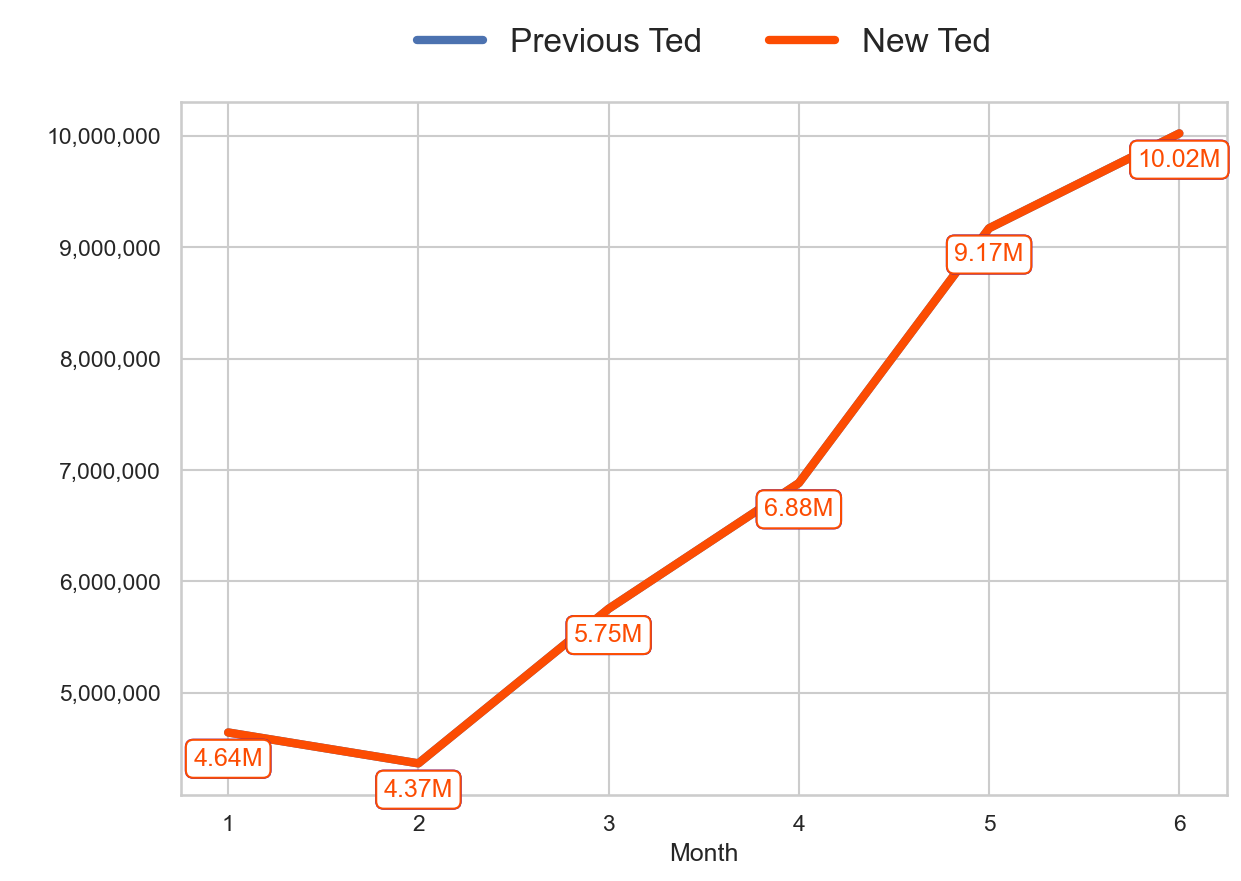 Previous Ted New Ted
10,000,000
9,000,000
8,000,000
7,000,000
6,000,000
5,000,000
10.02M
9.17M
6.88M
5.75M
4.64M
4.37M
1 2 3 4 5 6
Month